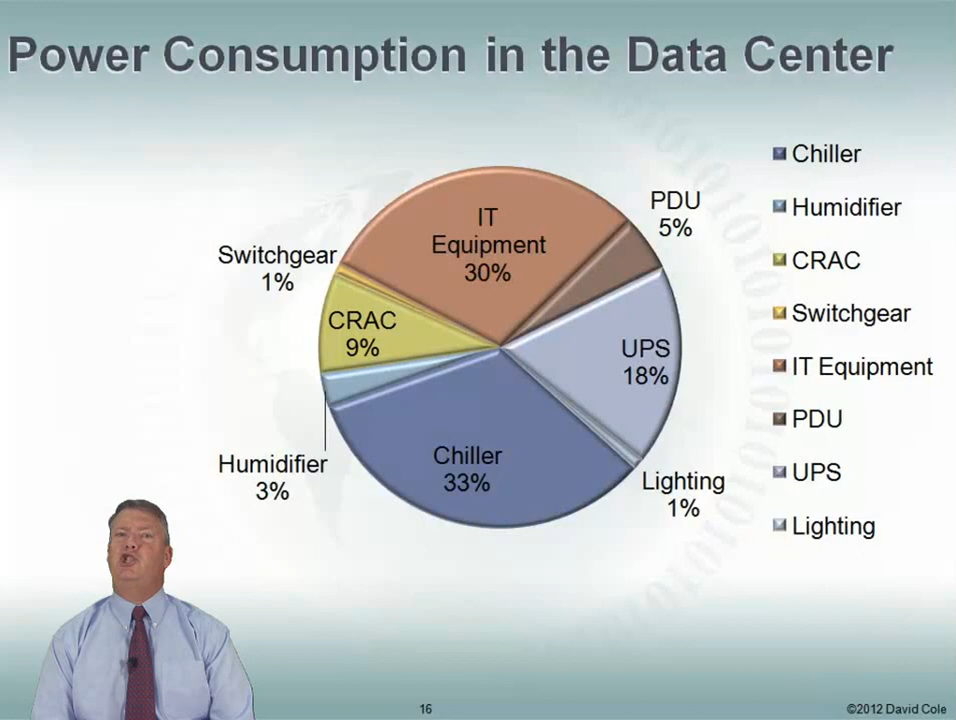 Power Consumption in the Data Center
IT
Equipment
30%
PDU
5%
UPS
18%
Lighting
1%
Chiller
33%
Humidifier
3%
CRAC
9%
Switchgear
1%
Chiller
Humidifier
CRAC
Switchgear
IT Equipment
PDU
UPS
Lighting
16
©2012 David Cole